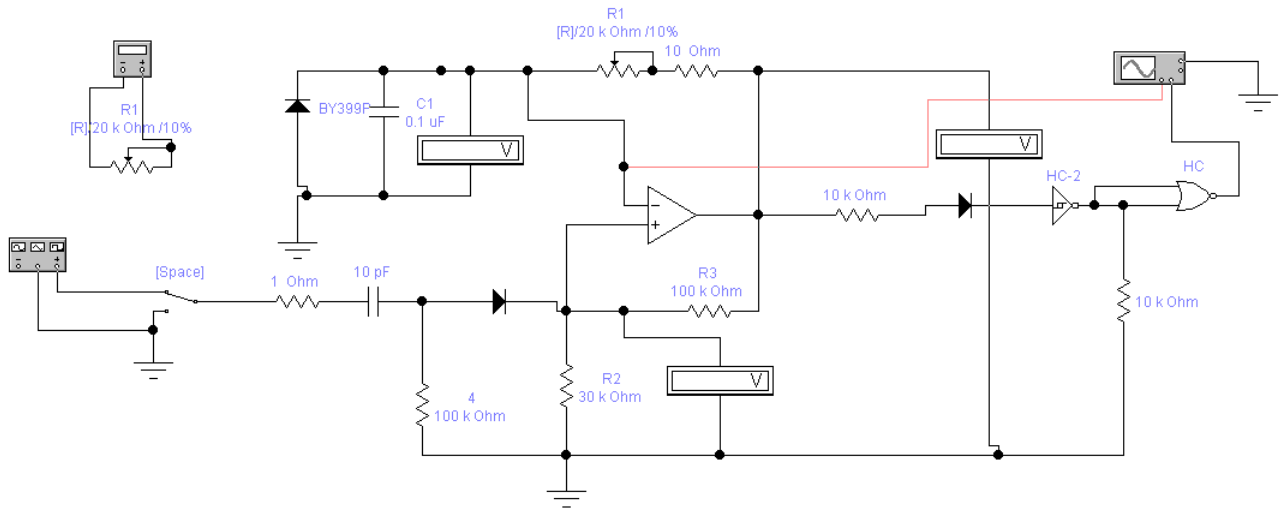 R1
[R]/20 k Ohm /10%
10 Ohm
R1
[R]/20 k Ohm /10%
BY399P
C1
0.1 uF
V
V
HC
HC-2
10 k Ohm
[Space]
1 Ohm
10 pF
R3
100 k Ohm
10 k Ohm
V
R2
30 k Ohm
4
100 k Ohm